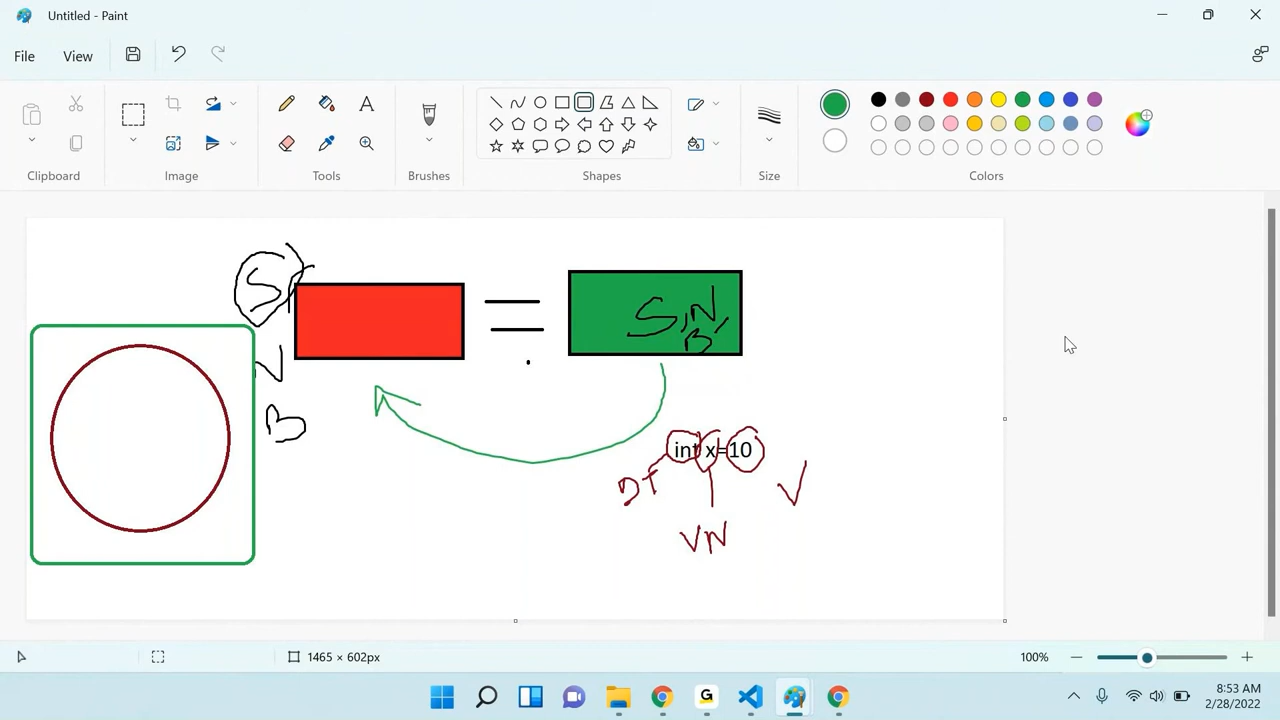 Untitled - Paint
File View
Clipboard Image Tools Brushes Shapes Size Colors
S
S,N,
B
N
B
int x=10
DT
V
VN
1465 × 602px 100%
G
8:53 AM
2/28/2022